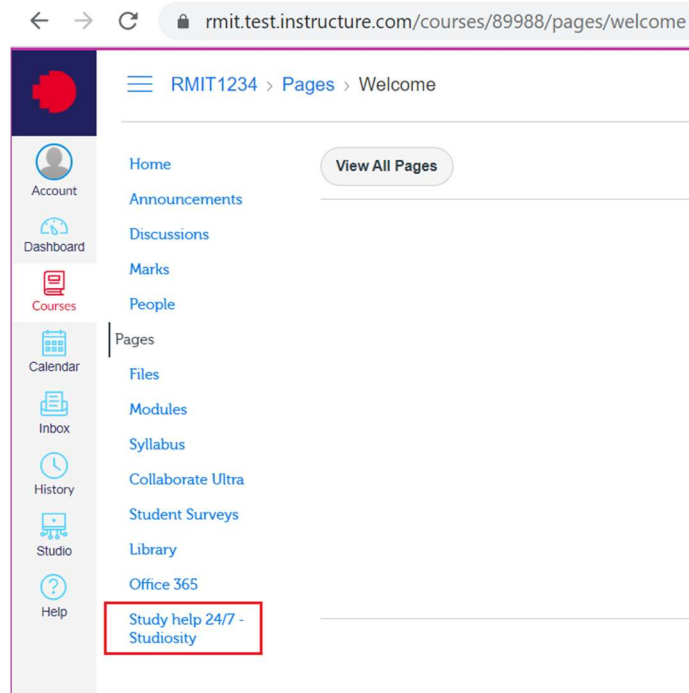 rmit.test.instructure.com/courses/89988/pages/welcome
RMIT1234 > Pages > Welcome
Account
Dashboard
Courses
Calendar
Inbox
History
Studio
Help
Home
Announcements
Discussions
Marks
People
Pages
Files
Modules
Syllabus
Collaborate Ultra
Student Surveys
Library
Office 365
Study help 24/7 -
Studiosity
View All Pages